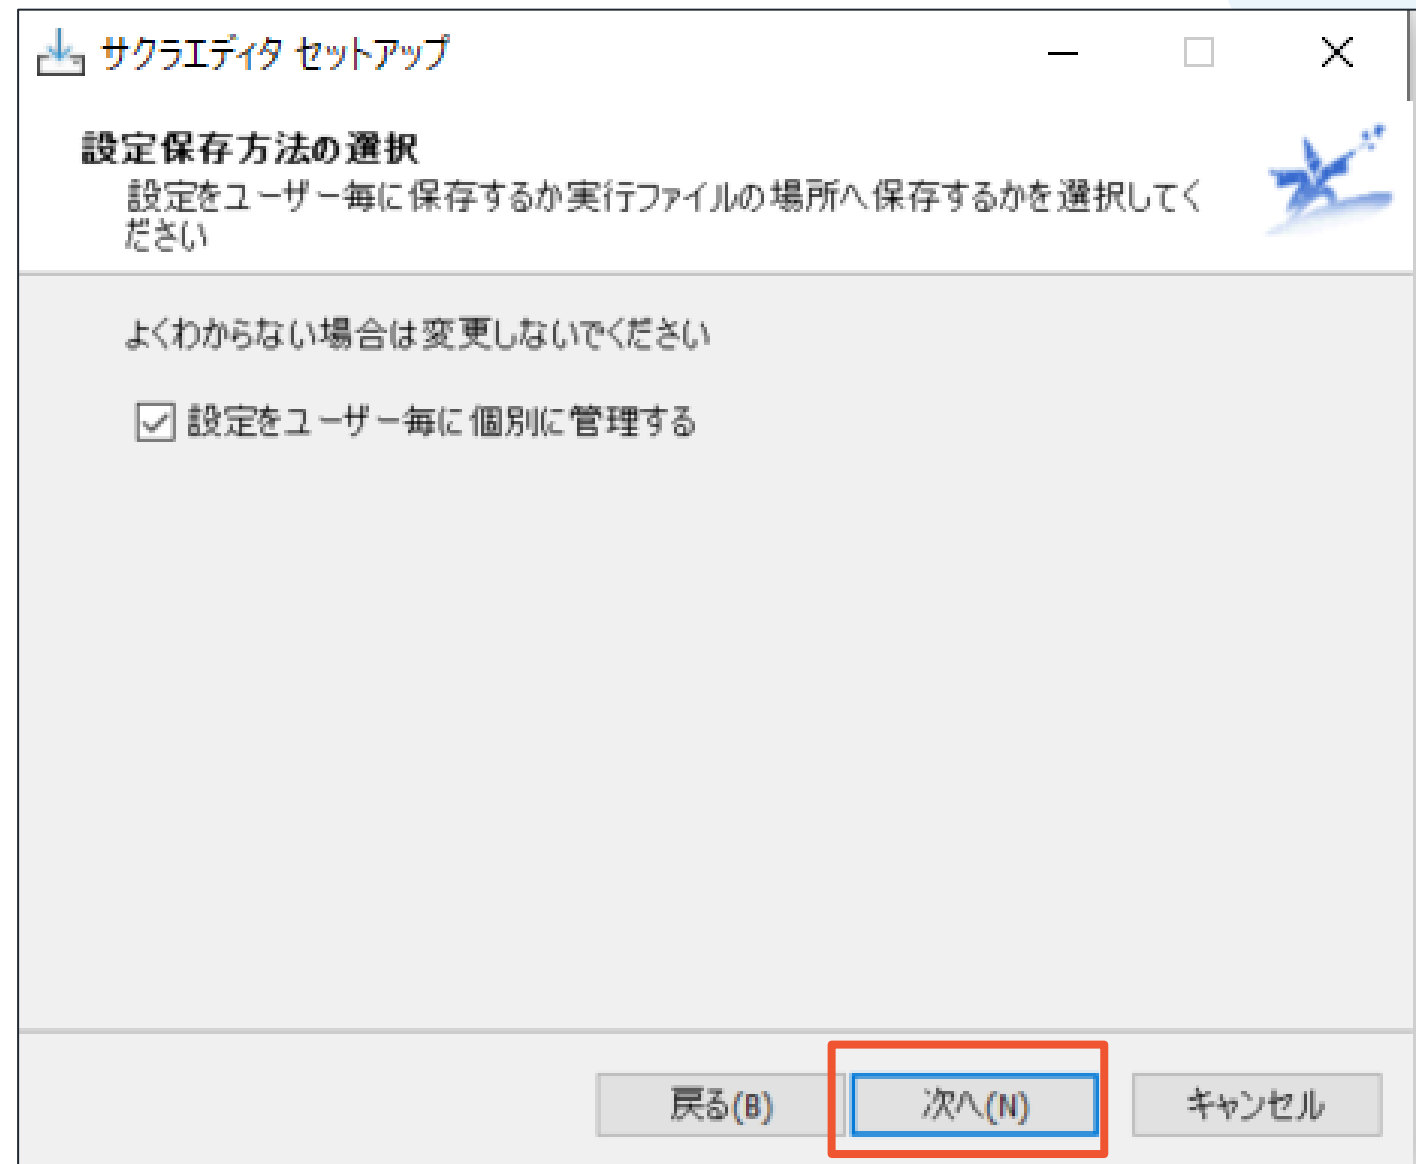 サクラエディタ セットアップ
設定保存方法の選択
設定をユーザー毎に保存するか実行ファイルの場所へ保存するかを選択してく
ださい
よくわからない場合は変更しないでください
設定をユーザー毎に個別に管理する
戻る(B)
次へ(N)
キャンセル